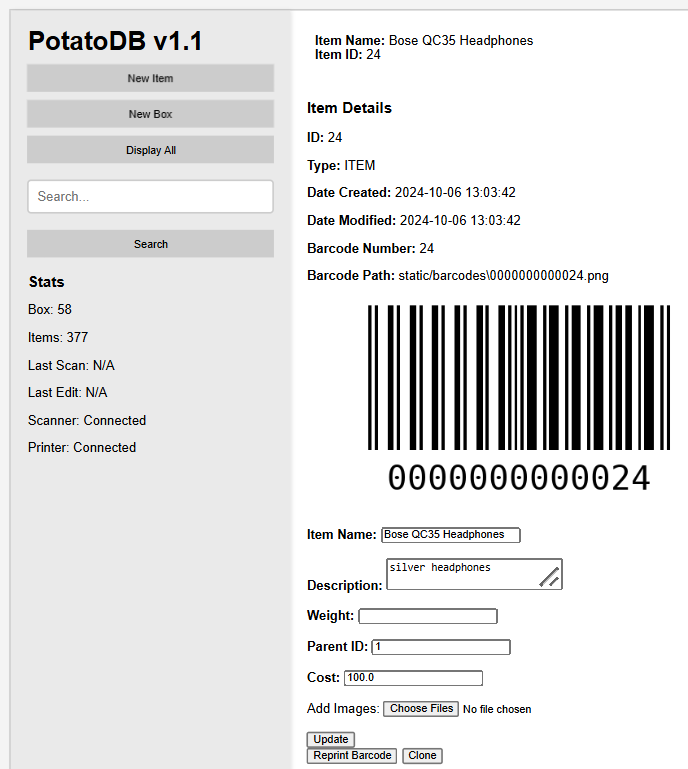 PotatoDB v1.1
New Item
New Box
Display All
Search...
Search
Stats
Box: 58
Items: 377
Last Scan: N/A
Last Edit: N/A
Scanner: Connected
Printer: Connected
Item Name: Bose QC35 Headphones
Item ID: 24
Item Details
ID: 24
Type: ITEM
Date Created: 2024-10-06 13:03:42
Date Modified: 2024-10-06 13:03:42
Barcode Number: 24
Barcode Path: static/barcodes\0000000000024.png
0000000000024
Item Name: Bose QC35 Headphones
Description: silver headphones
Weight:
Parent ID: 1
Cost: 100.0
Add Images: Choose Files No file chosen
Update
Reprint Barcode Clone